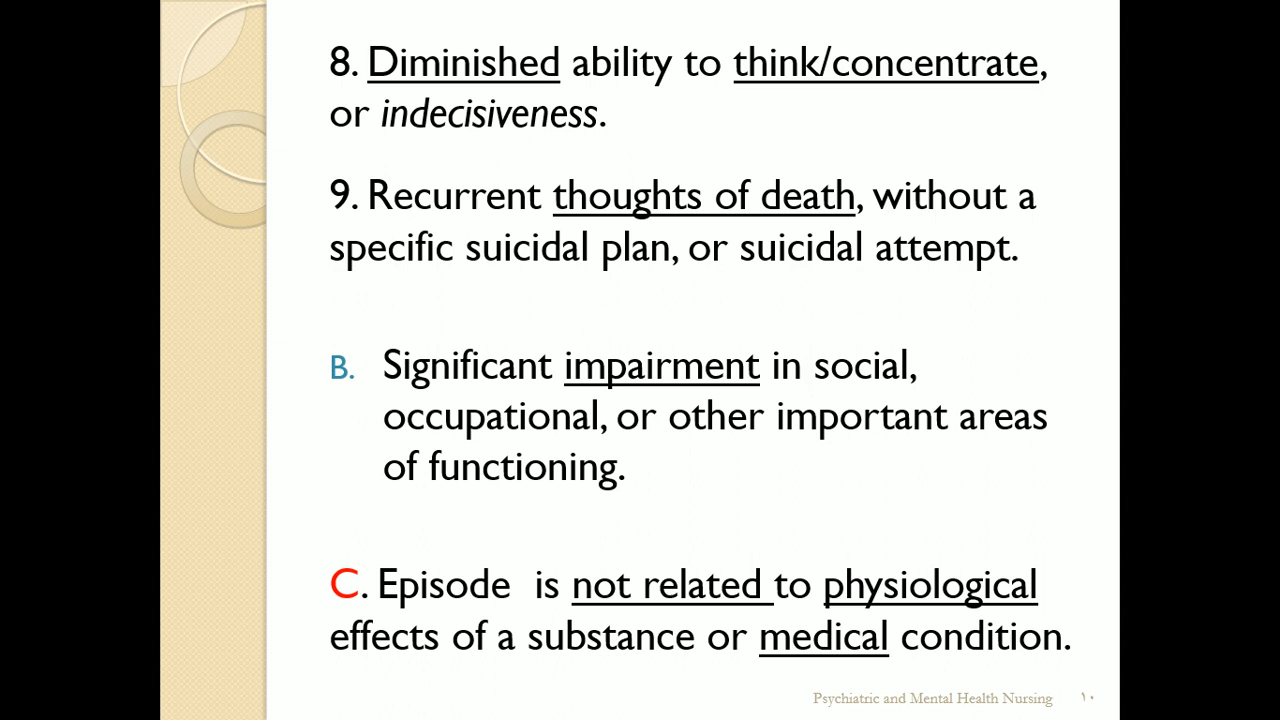 8. Diminished ability to think/concentrate,
or indecisiveness.
9. Recurrent thoughts of death, without a
specific suicidal plan, or suicidal attempt.
B. Significant impairment in social,
occupational, or other important areas
of functioning.
C. Episode is not related to physiological
effects of a substance or medical condition.
Psychiatric and Mental Health Nursing ١٠